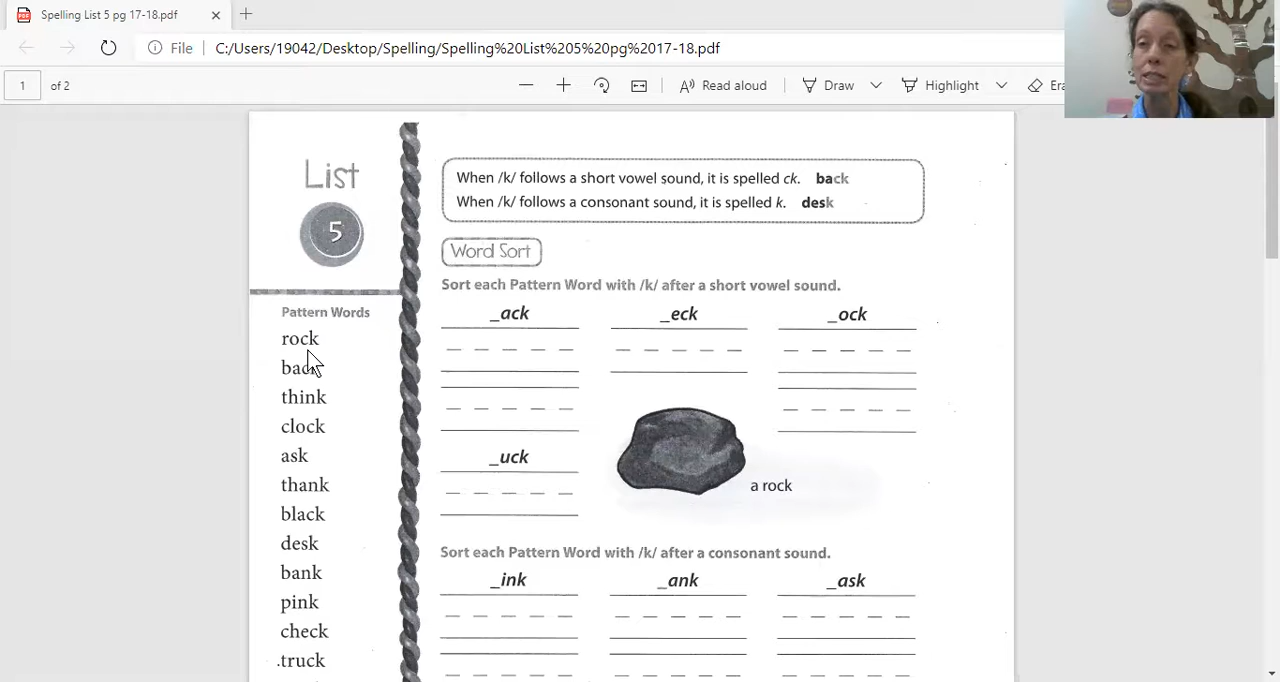 Spelling List 5 pg 17-18.pdf
File C:/Users/19042/Desktop/Spelling/Spelling%20List%205%20pg%2017-18.pdf
1 of 2 Read aloud Draw Highlight Era
List
5
Pattern Words
rock
back
think
clock
ask
thank
black
desk
bank
pink
check
truck
When /k/ follows a short vowel sound, it is spelled ck. back
When /k/ follows a consonant sound, it is spelled k. desk
Word Sort
Sort each Pattern Word with /k/ after a short vowel sound.
_ack _eck _ock
_uck
a rock
Sort each Pattern Word with /k/ after a consonant sound.
_ink _ank _ask